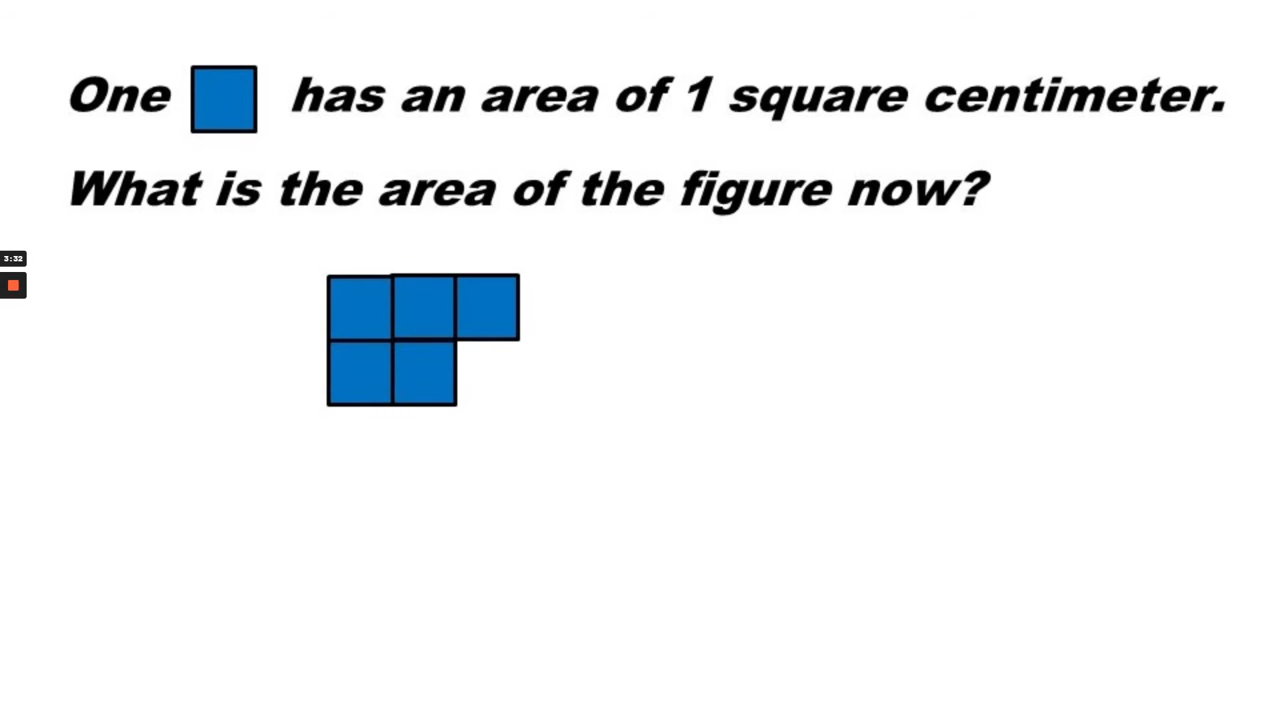 One has an area of 1 square centimeter.
What is the area of the figure now?
3:32